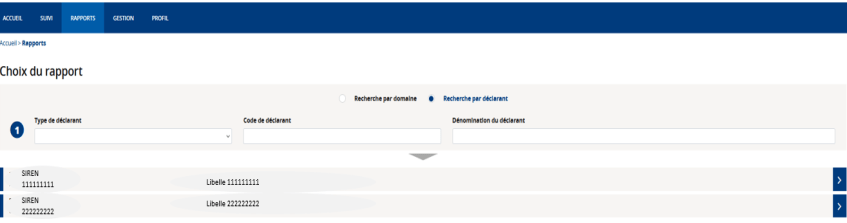 ACCUEIL SUIVI RAPPORTS GESTION PROFIL
Accueil > Rapports
Choix du rapport
Recherche par domaine Recherche par déclarant
Type de déclarant Code de déclarant Dénomination du déclarant
1
SIREN
111111111 Libelle 111111111
SIREN
222222222 Libelle 222222222